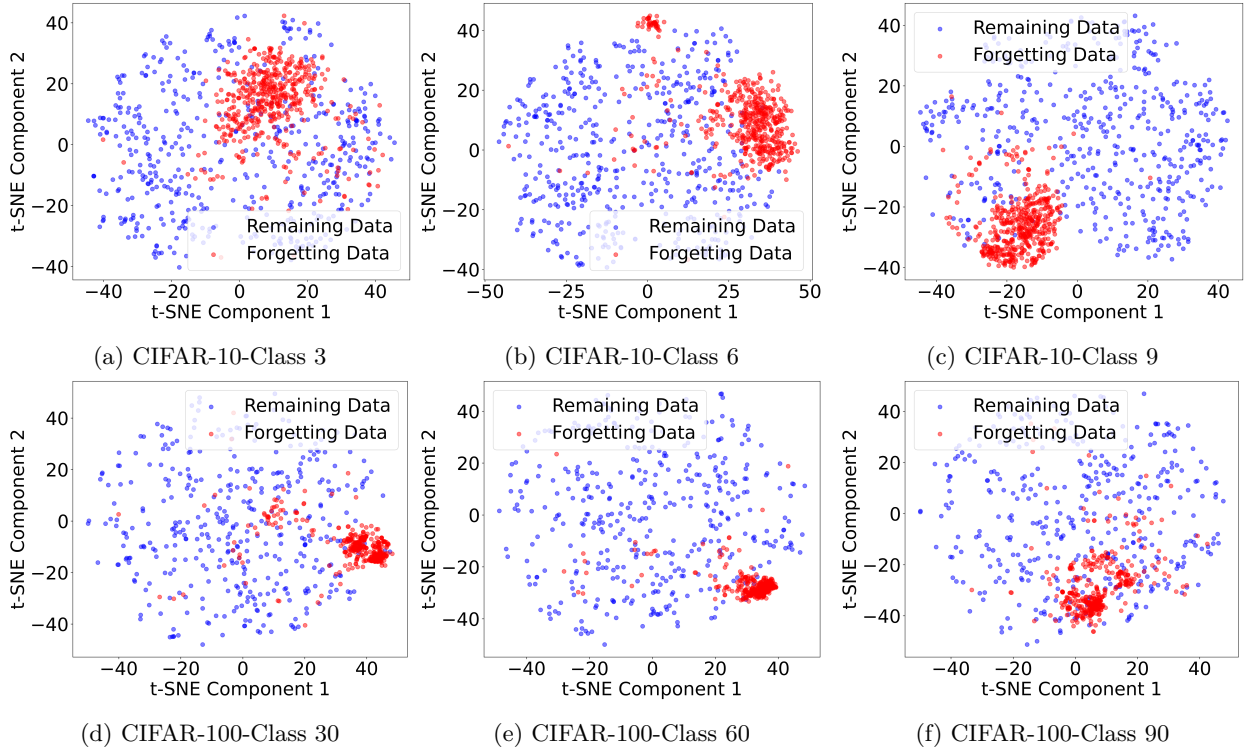 t-SNE Component 2
40
20
0
−20
−40
Remaining Data
Forgetting Data
−40 −20 0 20 40
t-SNE Component 1
(a) CIFAR-10-Class 3
t-SNE Component 2
40
20
0
−20
−40
Remaining Data
Forgetting Data
−50 −25 0 25 50
t-SNE Component 1
(b) CIFAR-10-Class 6
t-SNE Component 2
Remaining Data
Forgetting Data
40
20
0
−20
−40
−40 −20 0 20 40
t-SNE Component 1
(c) CIFAR-10-Class 9
t-SNE Component 2
Remaining Data
Forgetting Data
40
20
0
−20
−40
−40 −20 0 20 40
t-SNE Component 1
(d) CIFAR-100-Class 30
t-SNE Component 2
Remaining Data
Forgetting Data
40
20
0
−20
−40
−40 −20 0 20 40
t-SNE Component 1
(e) CIFAR-100-Class 60
t-SNE Component 2
Remaining Data
Forgetting Data
40
20
0
−20
−40
−40 −20 0 20 40
t-SNE Component 1
(f) CIFAR-100-Class 90